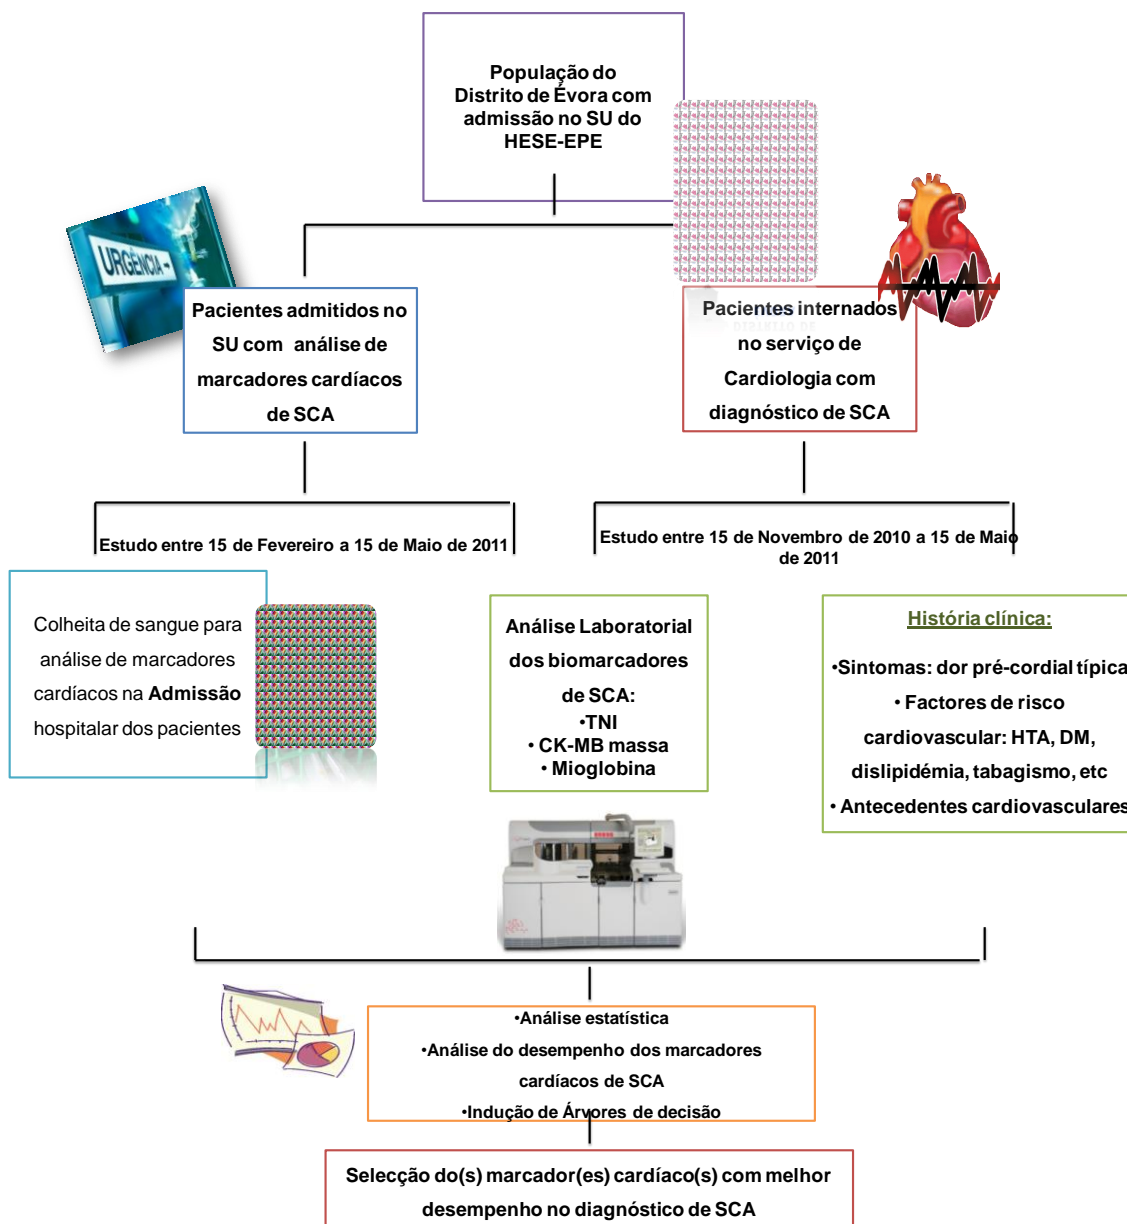 População do
Distrito de Évora com
admissão no SU do
HESE-EPE
URGÊNCIA→
Pacientes admitidos no
SU com análise de
marcadores cardíacos
de SCA
Pacientes internados
no serviço de
Cardiologia com
diagnóstico de SCA
Estudo entre 15 de Fevereiro a 15 de Maio de 2011
Estudo entre 15 de Novembro de 2010 a 15 de Maio
de 2011
Colheita de sangue para
análise de marcadores
cardíacos na Admissão
hospitalar dos pacientes
Análise Laboratorial
dos biomarcadores
de SCA:
•TNI
• CK-MB massa
• Mioglobina
História clínica:
•Sintomas: dor pré-cordial típica
• Factores de risco
cardiovascular: HTA, DM,
dislipidémia, tabagismo, etc
• Antecedentes cardiovasculares
•Análise estatística
•Análise do desempenho dos marcadores
cardíacos de SCA
•Indução de Árvores de decisão
Selecção do(s) marcador(es) cardíaco(s) com melhor
desempenho no diagnóstico de SCA